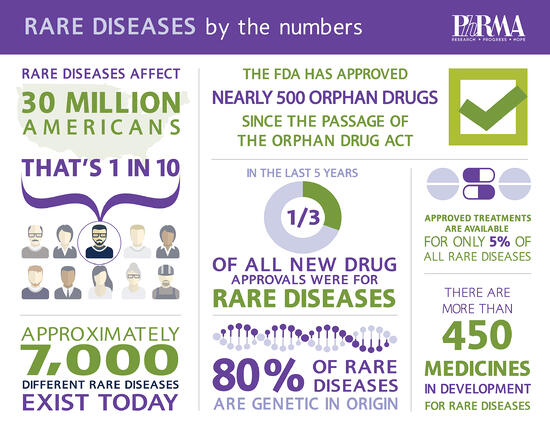 RARE DISEASES by the numbers
PhRMA
RESEARCH • PROGRESS • HOPE
RARE DISEASES AFFECT
30 MILLION
AMERICANS
THAT'S 1 IN 10
APPROXIMATELY
7,000
DIFFERENT RARE DISEASES
EXIST TODAY
THE FDA HAS APPROVED
NEARLY 500 ORPHAN DRUGS
SINCE THE PASSAGE OF
THE ORPHAN DRUG ACT
IN THE LAST 5 YEARS
1/3
OF ALL NEW DRUG
APPROVALS WERE FOR
RARE DISEASES
80% OF RARE
DISEASES
ARE GENETIC IN ORIGIN
APPROVED TREATMENTS
ARE AVAILABLE
FOR ONLY 5% OF
ALL RARE DISEASES
THERE ARE
MORE THAN
450
MEDICINES
IN DEVELOPMENT
FOR RARE DISEASES